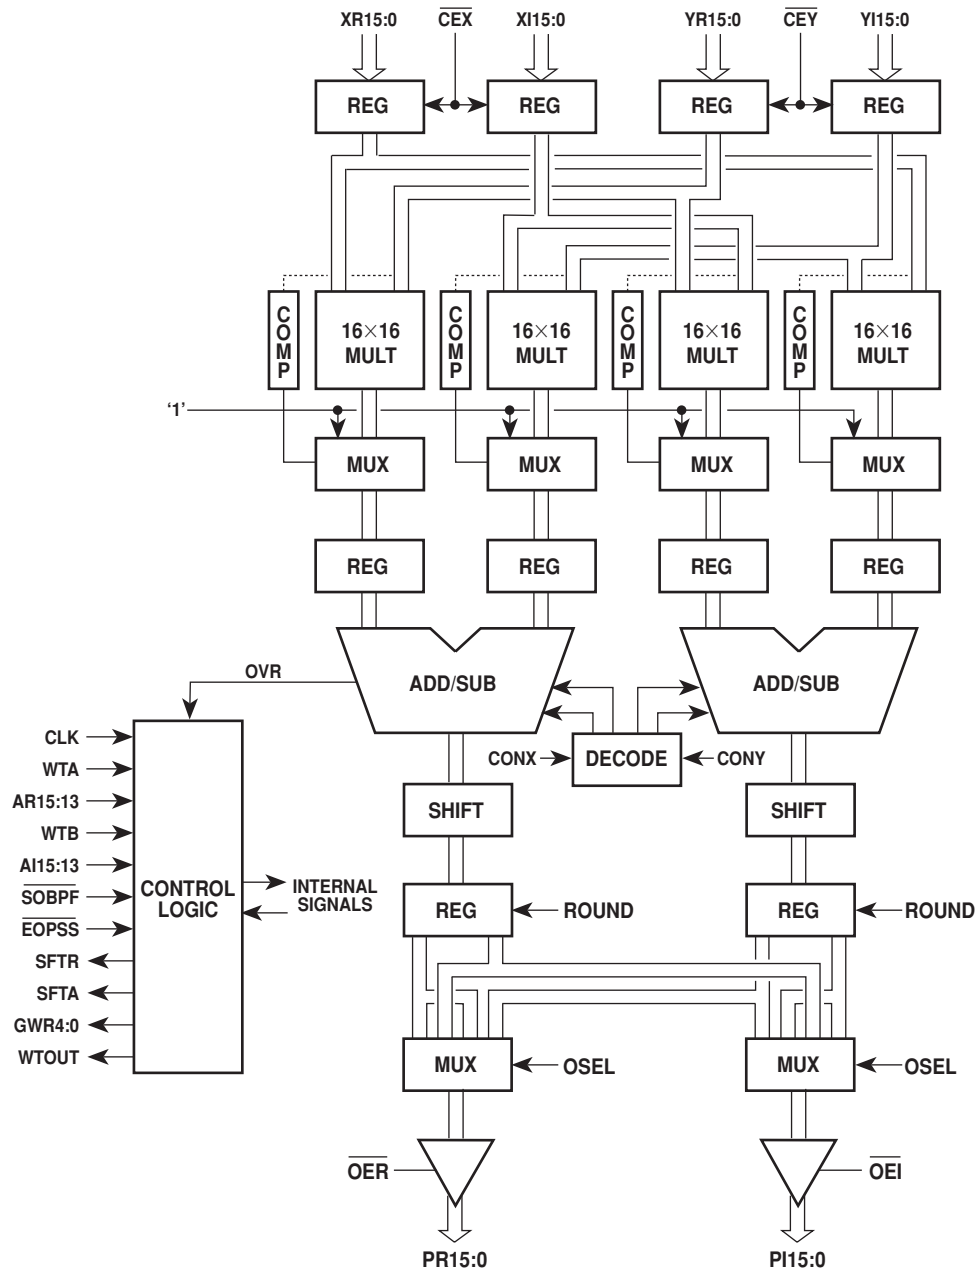 XR15:0 CEX XI15:0 YR15:0 CEY YI15:0
REG REG REG REG
COMP 16×16 MULT COMP 16×16 MULT COMP 16×16 MULT COMP 16×16 MULT
'1'
MUX MUX MUX MUX
REG REG REG REG
OVR ADD/SUB ADD/SUB
CONX DECODE CONY
SHIFT SHIFT
CLK
WTA
AR15:13
WTB
AI15:13
SOBPF
EOPSS
SFTR
SFTA
GWR4:0
WTOUT
CONTROL
LOGIC
INTERNAL
SIGNALS
REG ROUND REG ROUND
MUX OSEL MUX OSEL
OER OEI
PR15:0 PI15:0